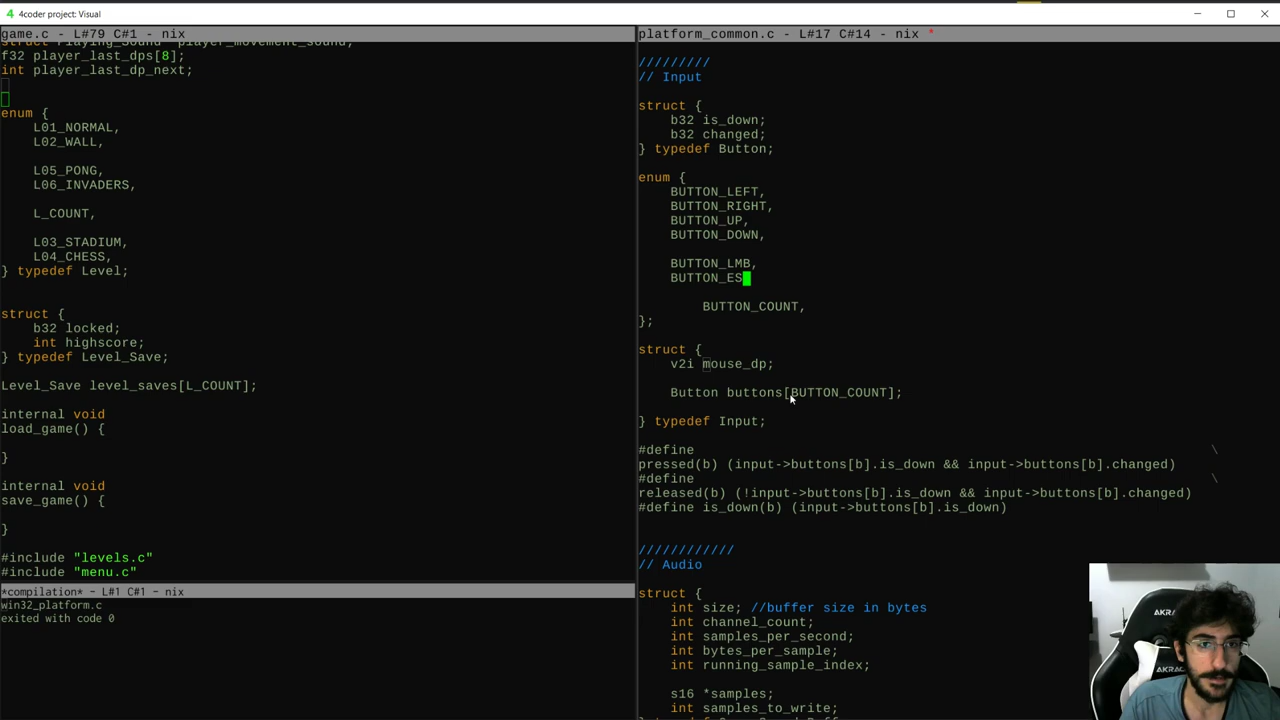 4 4coder project: Visual
game.c - L#79 C#1 - nix
struct Playing_Sound *player_movement_sound;
f32 player_last_dps[8];
int player_last_dp_next;
enum {
L01_NORMAL,
L02_WALL,
L05_PONG,
L06_INVADERS,
L_COUNT,
L03_STADIUM,
L04_CHESS,
} typedef Level;
struct {
b32 locked;
int highscore;
} typedef Level_Save;
Level_Save level_saves[L_COUNT];
internal void
load_game() {
}
internal void
save_game() {
}
#include "levels.c"
#include "menu.c"
*compilation* - L#1 C#1 - nix
win32_platform.c
exited with code 0
platform_common.c - L#17 C#14 - nix *
/////////
// Input
struct {
b32 is_down;
b32 changed;
} typedef Button;
enum {
BUTTON_LEFT,
BUTTON_RIGHT,
BUTTON_UP,
BUTTON_DOWN,
BUTTON_LMB,
BUTTON_ES
BUTTON_COUNT,
};
struct {
v2i mouse_dp;
Button buttons[BUTTON_COUNT];
} typedef Input;
#define \
pressed(b) (input->buttons[b].is_down && input->buttons[b].changed)
#define \
released(b) (!input->buttons[b].is_down && input->buttons[b].changed)
#define is_down(b) (input->buttons[b].is_down)
////////////
// Audio
struct {
int size; //buffer size in bytes
int channel_count;
int samples_per_second;
int bytes_per_sample;
int running_sample_index;
s16 *samples;
int samples_to_write;
AKRA
AKRA